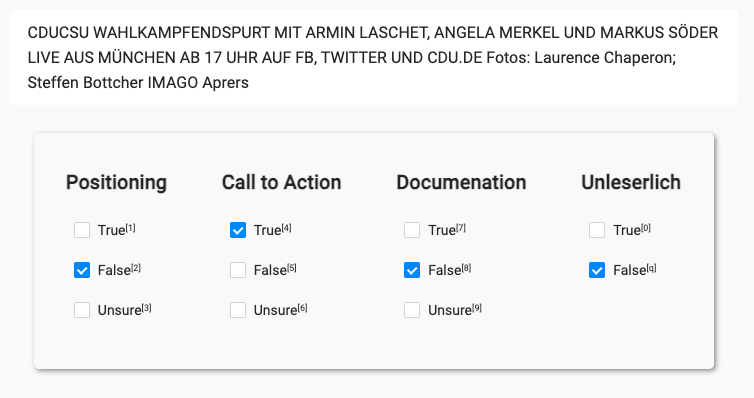 CDUCSU WAHLKAMPFENDSPURT MIT ARMIN LASCHET, ANGELA MERKEL UND MARKUS SÖDER
LIVE AUS MÜNCHEN AB 17 UHR AUF FB, TWITTER UND CDU.DE Fotos: Laurence Chaperon;
Steffen Bottcher IMAGO Aprers
Positioning Call to Action Documenation Unleserlich
True[1] True[4] True[7] True[0]
False[2] False[5] False[8] False[q]
Unsure[3] Unsure[6] Unsure[9]